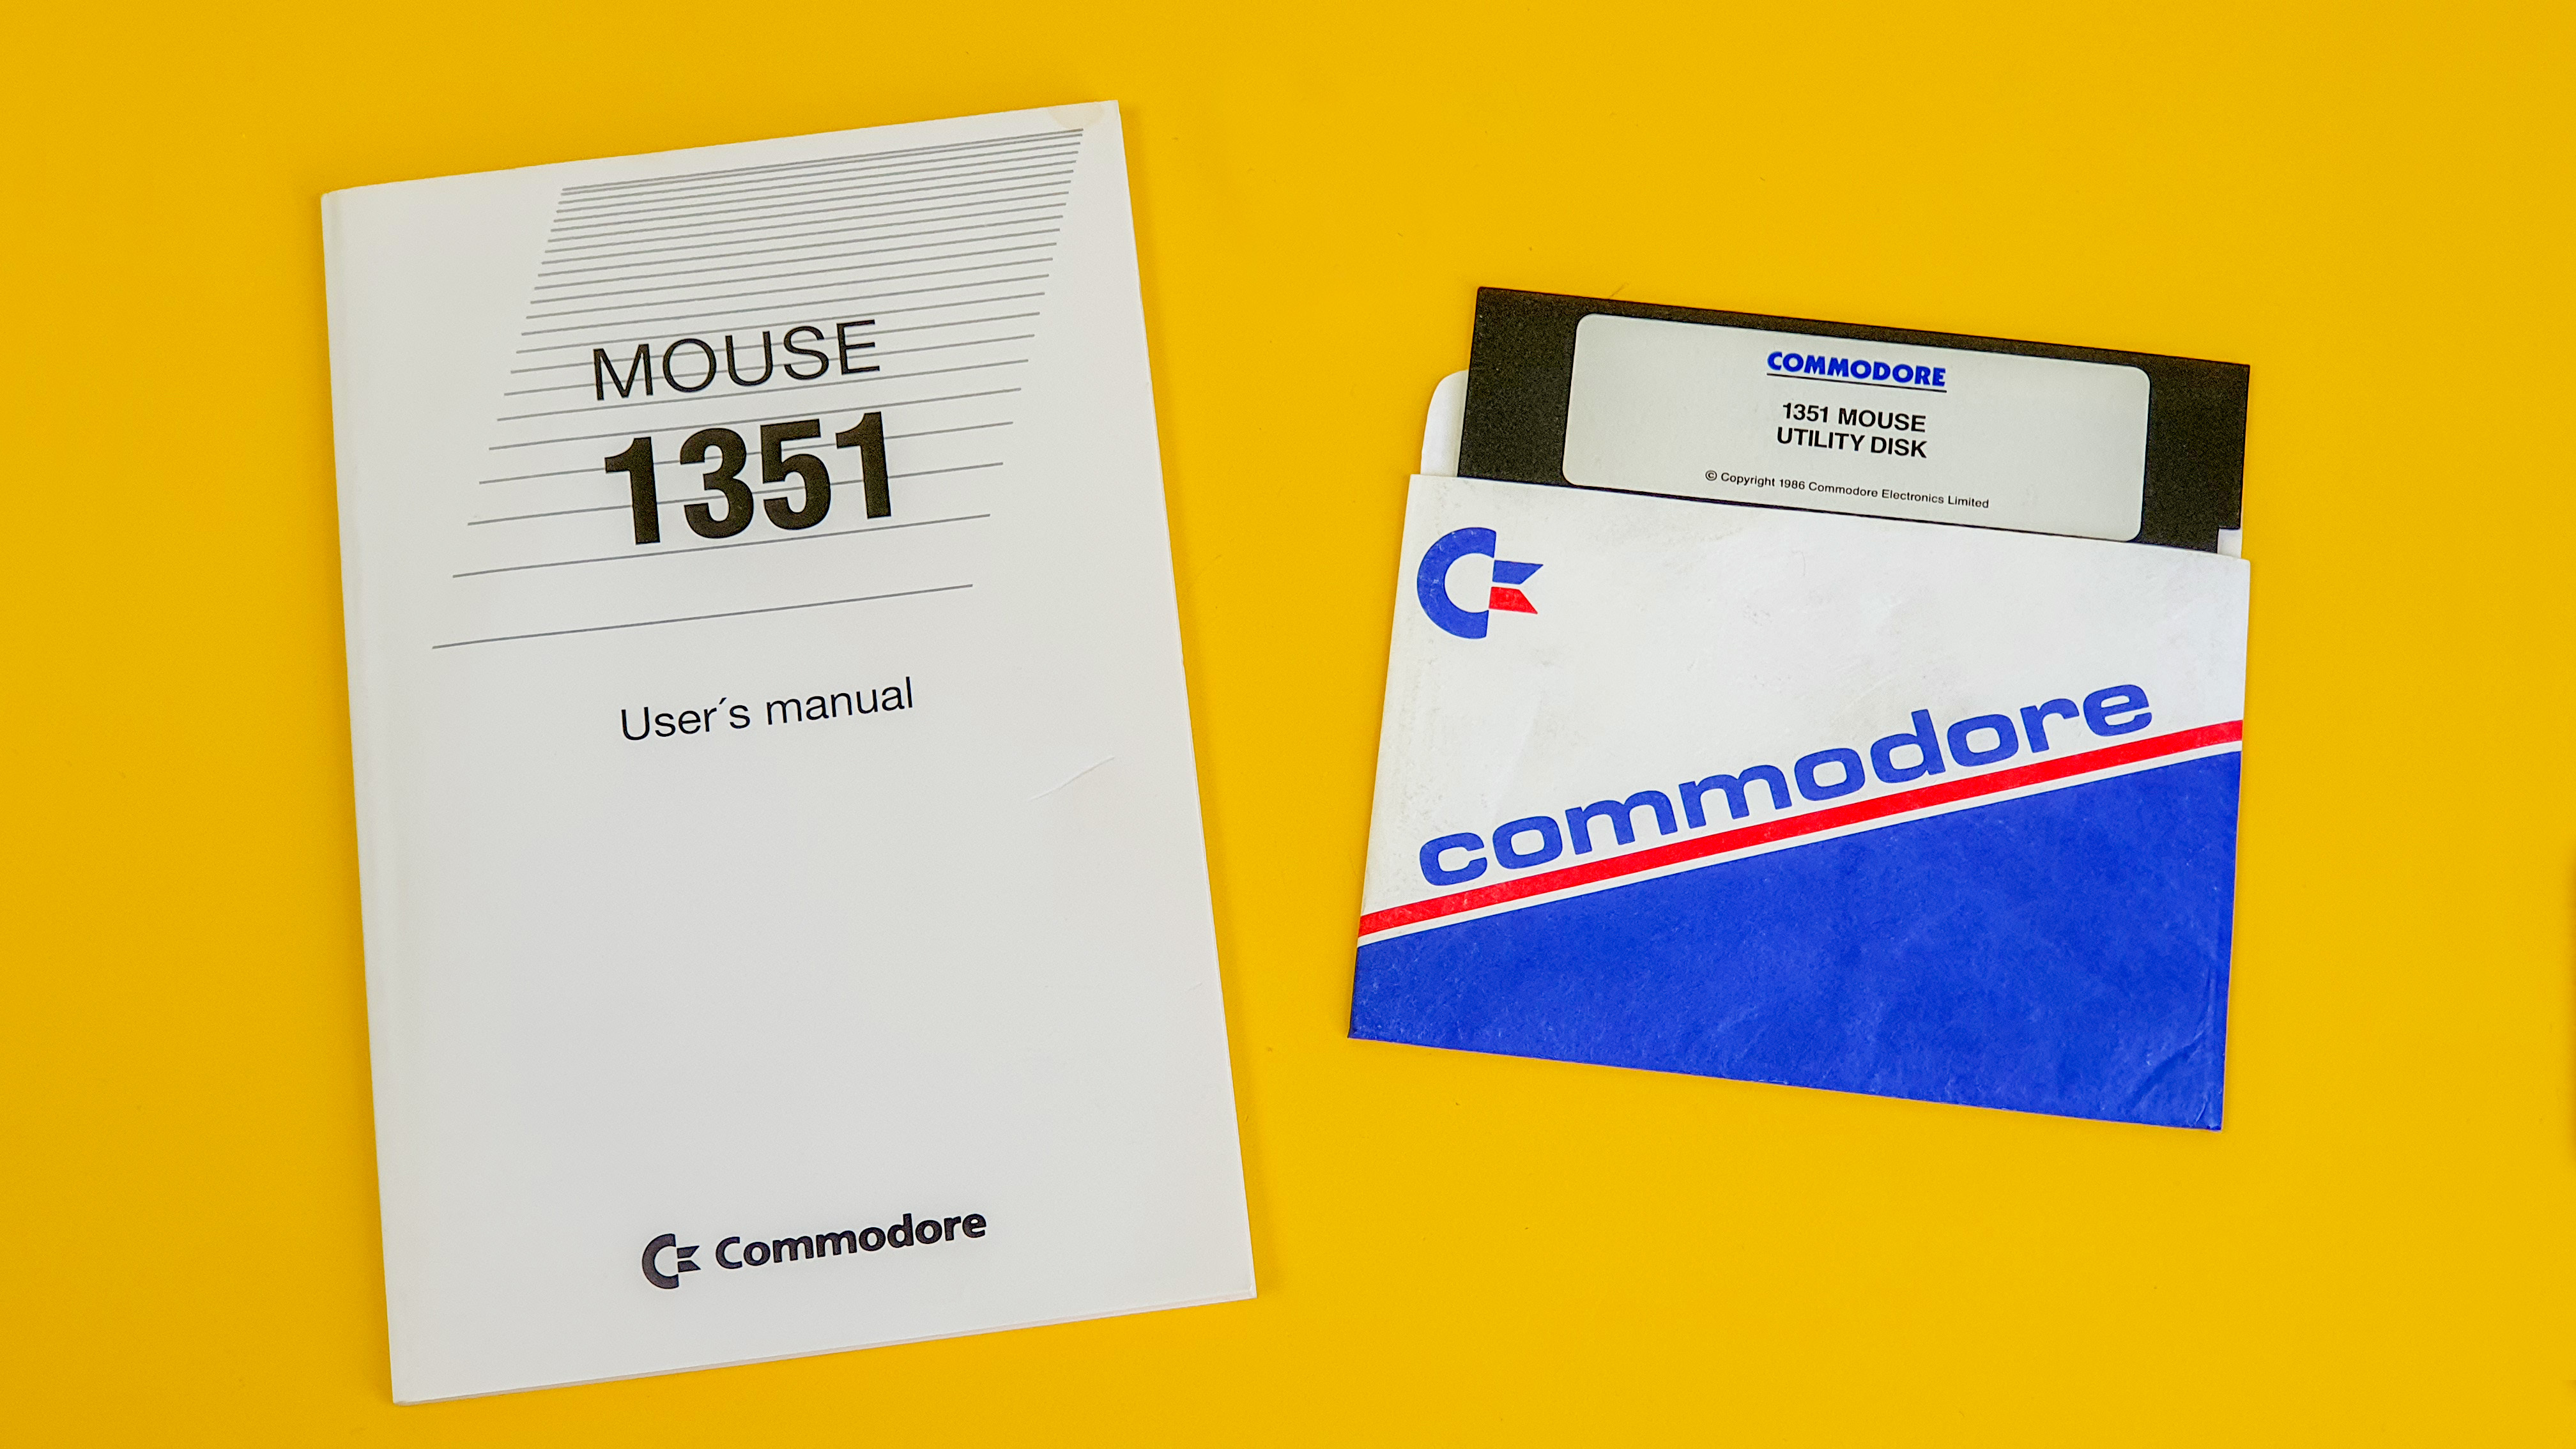 MOUSE
1351
User´s manual
Commodore
COMMODORE
1351 MOUSE
UTILITY DISK
© Copyright 1986 Commodore Electronics Limited
commodore